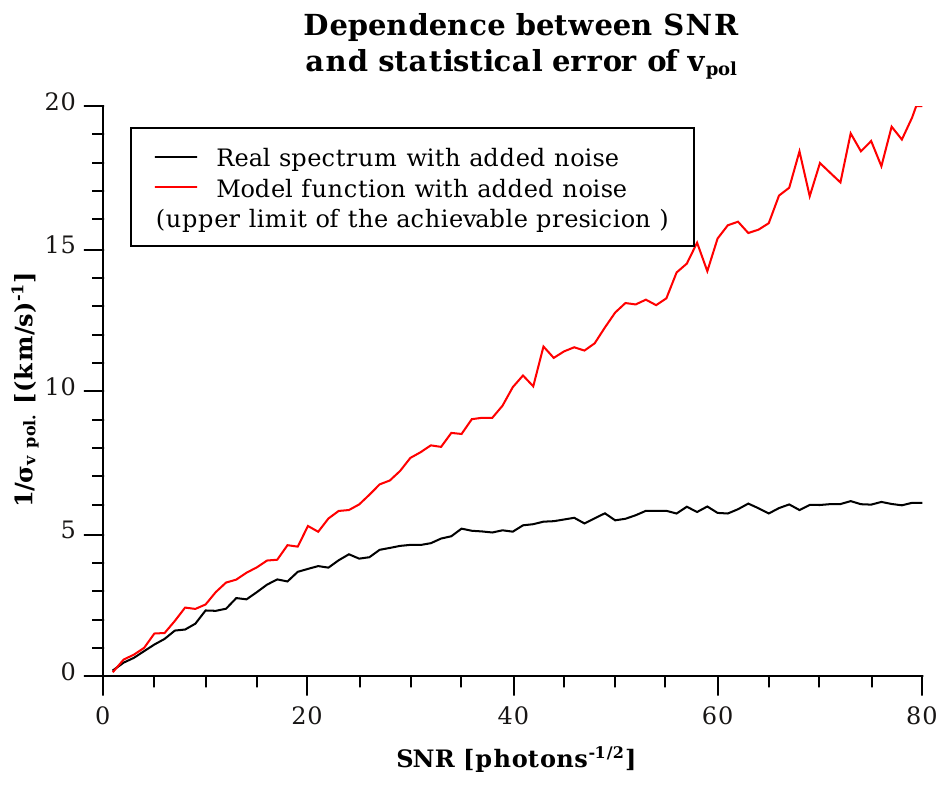 Dependence between SNR
and statistical error of vpol
20
Real spectrum with added noise
Model function with added noise
(upper limit of the achievable presicion )
15
10
5
0
1/σv pol. [(km/s)-1]
0 20 40 60 80
SNR [photons-1/2]